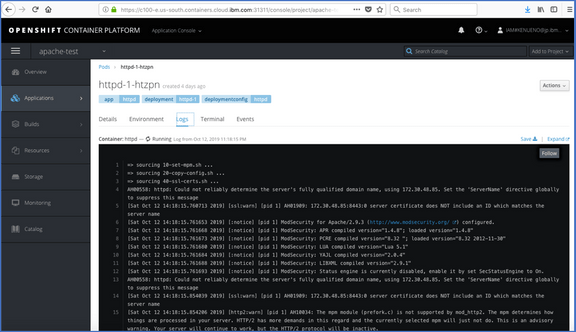 https://c100-e.us-south.containers.cloud.ibm.com:31311/console/project/apache-
Search
OPENSHIFT CONTAINER PLATFORM
Application Console
apache-test
Search Catalog
Add to Project
Overview
Applications
Builds
Resources
Storage
Monitoring
Catalog
Pods > httpd-1-htzpn
httpd-1-htzpn created 4 days ago
Actions
app httpd deployment httpd-1 deploymentconfig httpd
Details Environment Logs Terminal Events
Container: httpd — Running Log from Oct 12, 2019 11:18:15 PM
Save Expand
Follow
1 => sourcing 10-set-mpm.sh ...
2 => sourcing 20-copy-config.sh ...
3 => sourcing 40-ssl-certs.sh ...
4 AH00558: httpd: Could not reliably determine the server's fully qualified domain name, using 172.30.48.85. Set the 'ServerName' directive globally
to suppress this message
5 [Sat Oct 12 14:18:15.760713 2019] [ssl:warn] [pid 1] AH01909: 172.30.48.85:8443:0 server certificate does NOT include an ID which matches the
server name
6 [Sat Oct 12 14:18:15.761653 2019] [:notice] [pid 1] ModSecurity for Apache/2.9.3 (http://www.modsecurity.org/) configured.
7 [Sat Oct 12 14:18:15.761668 2019] [:notice] [pid 1] ModSecurity: APR compiled version="1.4.8"; loaded version="1.4.8"
8 [Sat Oct 12 14:18:15.761673 2019] [:notice] [pid 1] ModSecurity: PCRE compiled version="8.32 "; loaded version="8.32 2012-11-30"
9 [Sat Oct 12 14:18:15.761680 2019] [:notice] [pid 1] ModSecurity: LUA compiled version="Lua 5.1"
10 [Sat Oct 12 14:18:15.761684 2019] [:notice] [pid 1] ModSecurity: YAJL compiled version="2.0.4"
11 [Sat Oct 12 14:18:15.761688 2019] [:notice] [pid 1] ModSecurity: LIBXML compiled version="2.9.1"
12 [Sat Oct 12 14:18:15.761693 2019] [:notice] [pid 1] ModSecurity: Status engine is currently disabled, enable it by set SecStatusEngine to On.
13 AH00558: httpd: Could not reliably determine the server's fully qualified domain name, using 172.30.48.85. Set the 'ServerName' directive globally
to suppress this message
14 [Sat Oct 12 14:18:15.854039 2019] [ssl:warn] [pid 1] AH01909: 172.30.48.85:8443:0 server certificate does NOT include an ID which matches the
server name
15 [Sat Oct 12 14:18:15.854206 2019] [http2:warn] [pid 1] AH10034: The mpm module (prefork.c) is not supported by mod_http2. The mpm determines how
things are processed in your server. HTTP/2 has more demands in this regard and the currently selected mpm will just not do. This is an advisory
warning. Your server will continue to work, but the HTTP/2 protocol will be inactive.